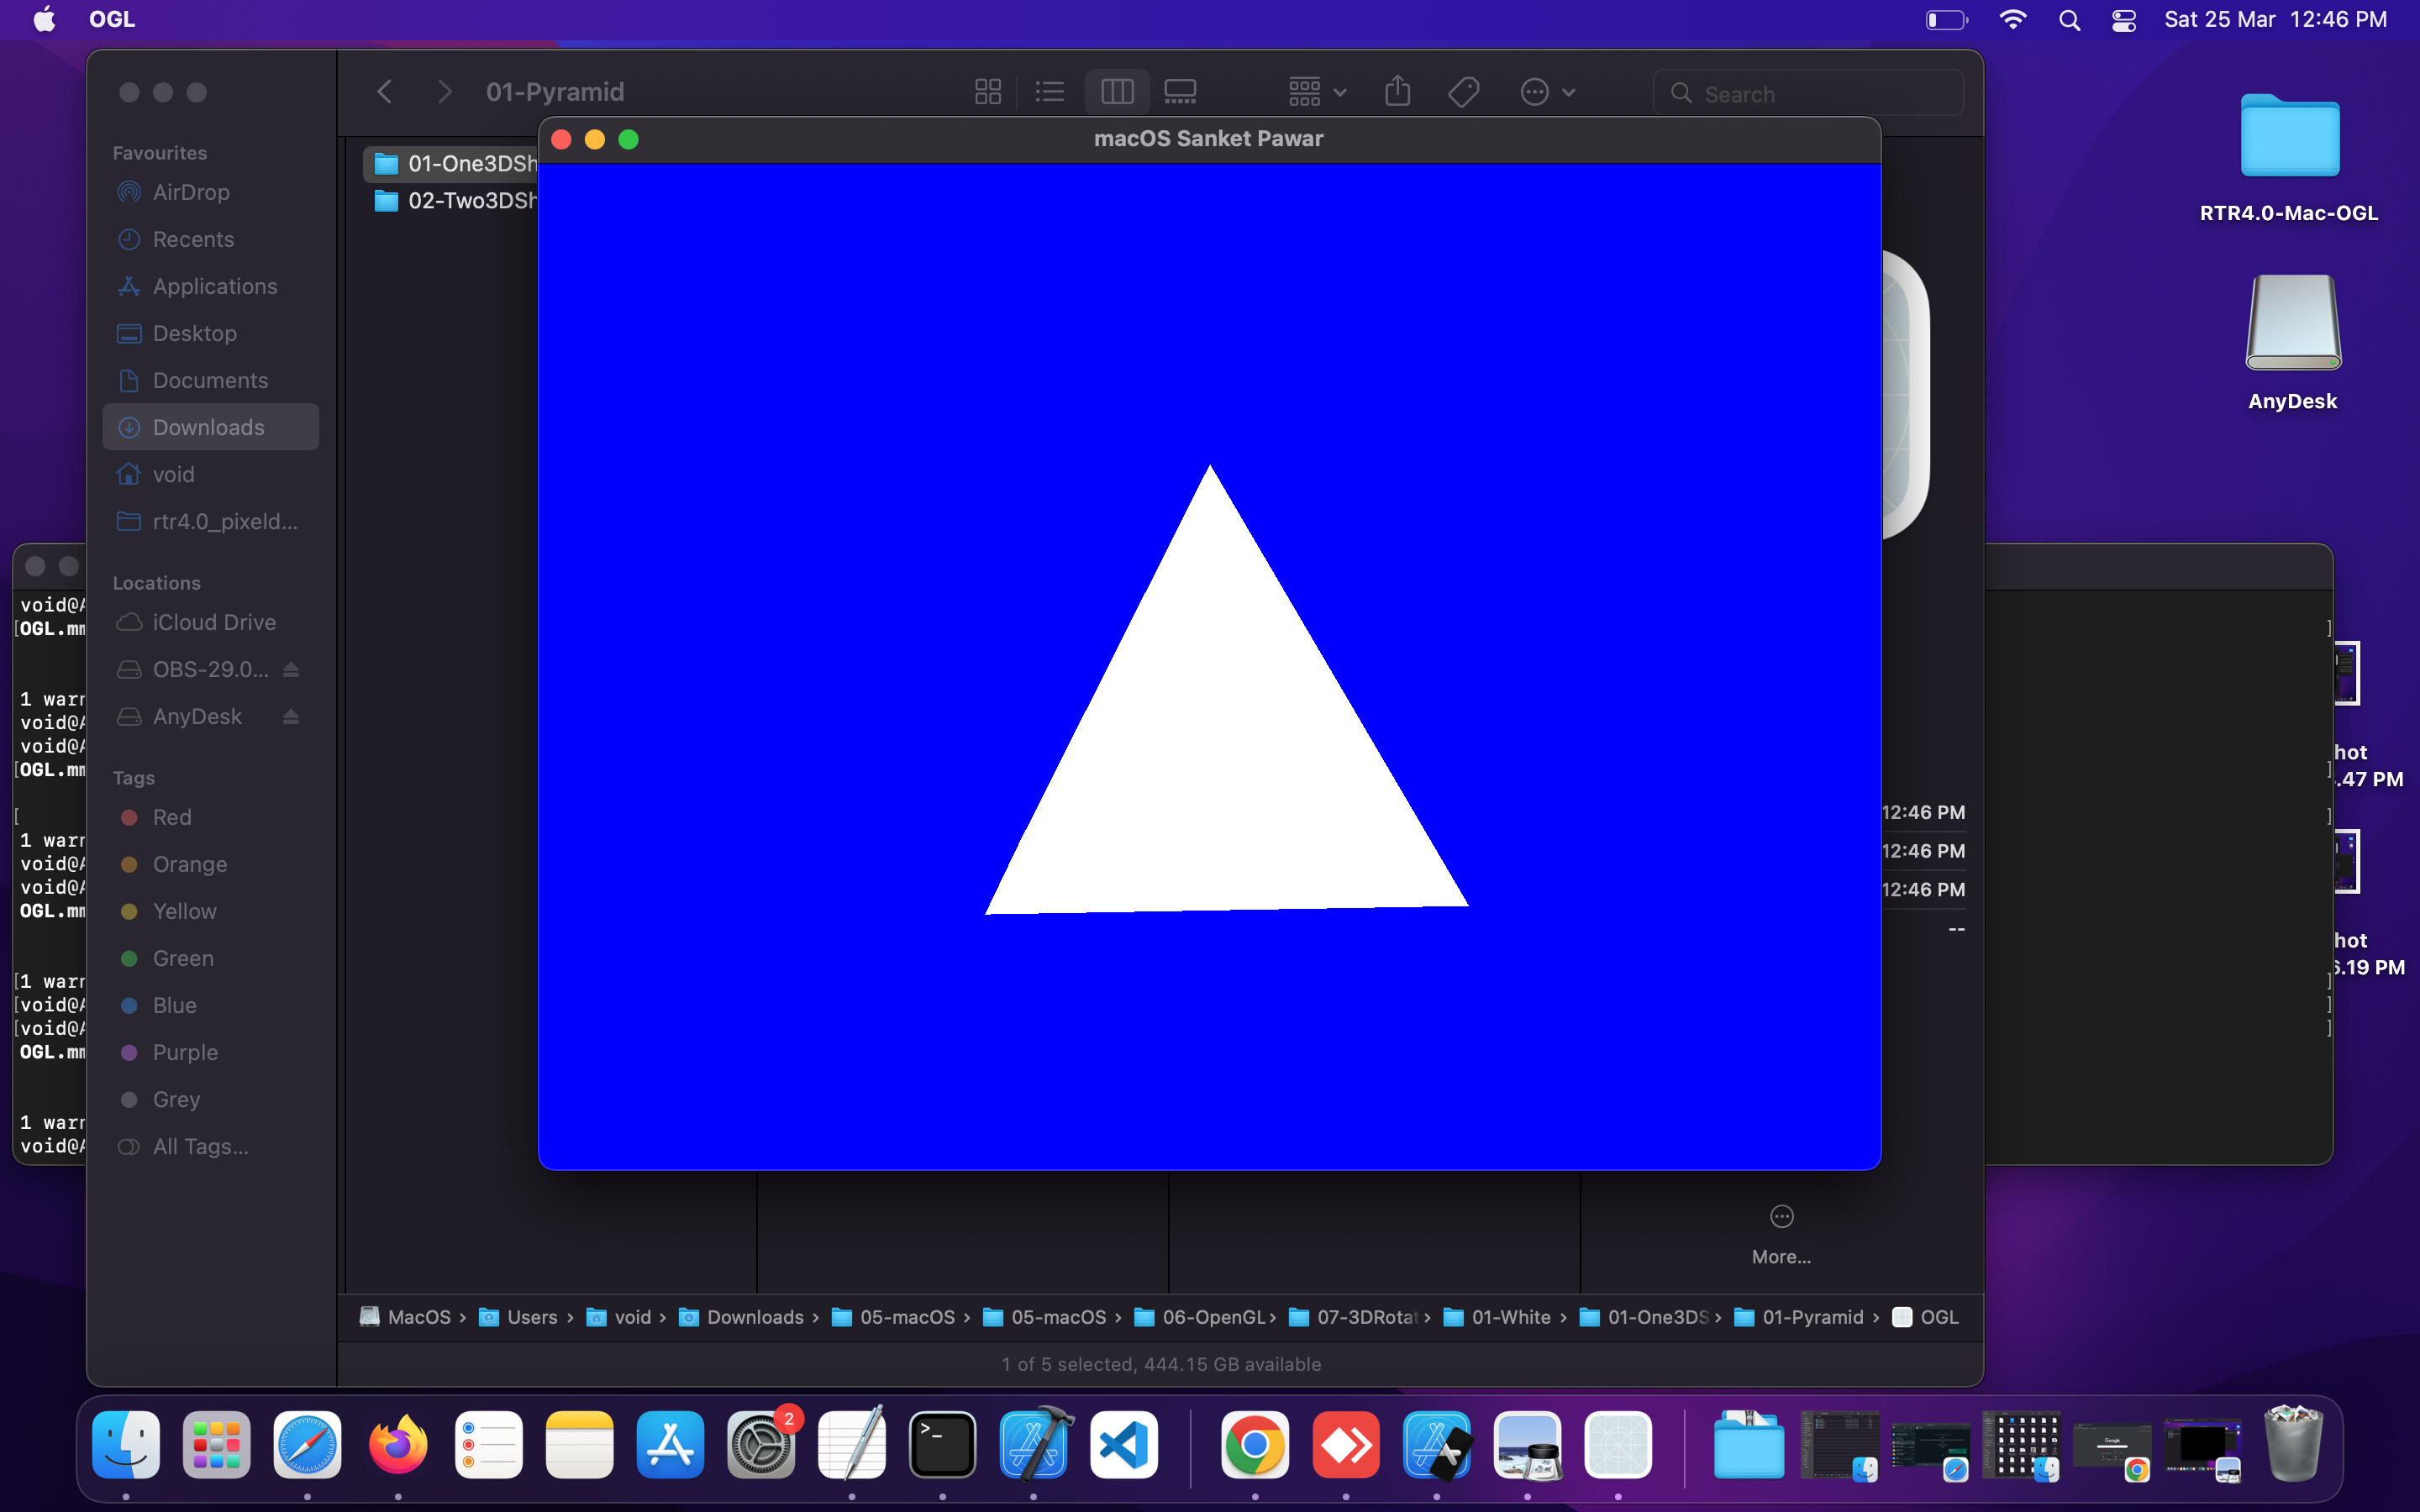 OGL
Sat 25 Mar 12:46 PM
01-Pyramid
Search
macOS Sanket Pawar
Favourites
AirDrop
Recents
Applications
Desktop
Documents
Downloads
void
rtr4.0_pixeld...
Locations
iCloud Drive
OBS-29.0...
AnyDesk
Tags
Red
Orange
Yellow
Green
Blue
Purple
Grey
All Tags...
01-One3DSh
02-Two3DSh
RTR4.0-Mac-OGL
AnyDesk
void@
[OGL.mm
1 warr
void@
void@
[OGL.mm
[
1 warr
void@
void@
OGL.mm
[1 warr
[void@
[void@
OGL.mm
1 warr
void@
]
]
]
]
]
]
hot
.47 PM
hot
6.19 PM
12:46 PM
12:46 PM
12:46 PM
--
More...
MacOS › Users › void › Downloads › 05-macOS › 05-macOS › 06-OpenGL › 07-3DRotat › 01-White › 01-One3DS › 01-Pyramid › OGL
1 of 5 selected, 444.15 GB available
2
>_
Google